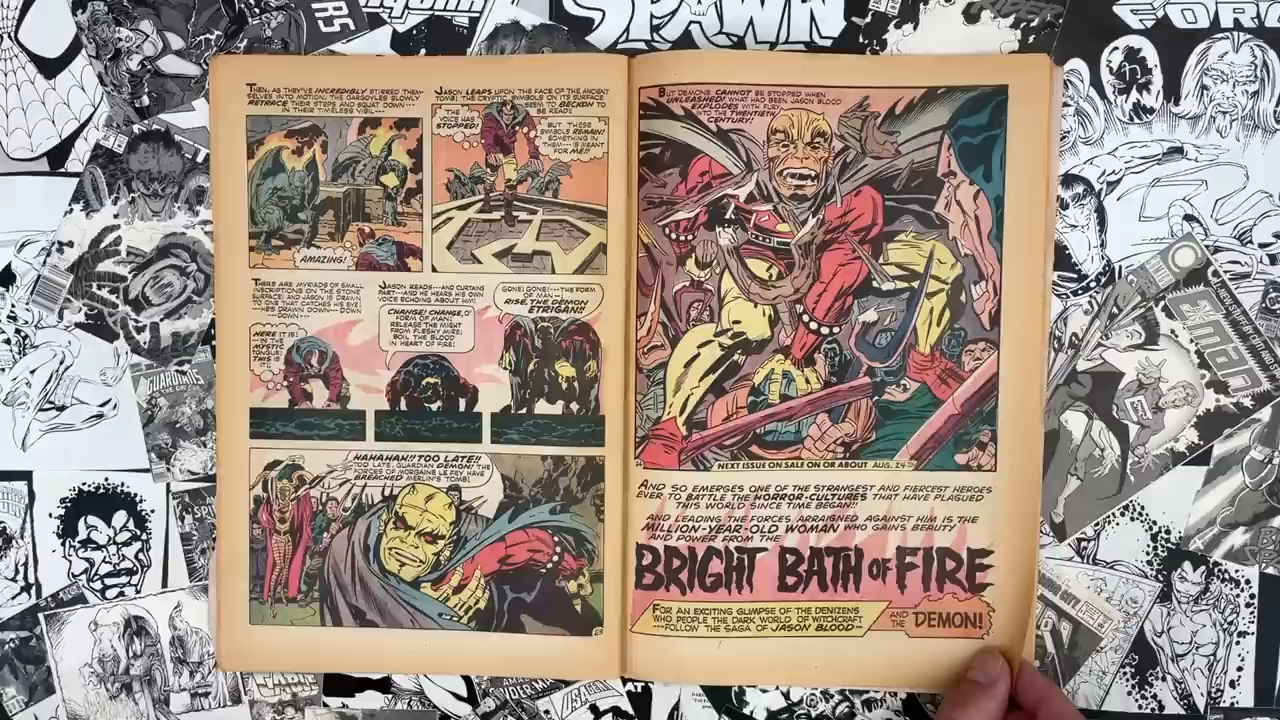 SPAWN
THEN, AS THEY'VE INCREDIBLY STIRRED THEM-
SELVES INTO MOTION, THE GARGOYLES SLOWLY
RETRACE THEIR STEPS AND SQUAT DOWN---
IN THEIR TIMELESS VIGIL---
AMAZING!
JASON LEAPS UPON THE FACE OF THE ANCIENT
TOMB! THE CRYPTIC SYMBOLS ON ITS SURFACE
SEEM TO BECKON TO
BE READ!!
THE
VOICE HAS
STOPPED!
BUT THESE
SYMBOLS REMAIN!
SOMETHING IN
THEM---IS MEANT
FOR ME!!
THERE ARE MYRIADS OF SMALL
INSCRIPTIONS ON THE STONE
SURFACE! AND JASON IS DRAWN
TO ONE THAT CATCHES HIS EYE.
---HE'S DRAWN DOWN---DOWN
---DOWN---
HERE IT IS!
---IN THE
MYSTIC
TONGUE!
THIS IS
IT!!
JASON READS---AND CURTAINS
PART---AND HE HEARS HIS OWN
VOICE ECHOING ABOUT HIM!
CHANGE! CHANGE, O'
FORM OF MAN!
RELEASE THE MIGHT
FROM FLESHY MIRE!
BOIL THE BLOOD
IN HEART OF FIRE!
GONE! GONE!---THE FORM
OF MAN---!
RISE, THE DEMON
ETRIGAN!!
HAHAHAH!! TOO LATE!!
TOO LATE, GUARDIAN DEMON! THE
FORCES OF MORGAINE LE FEY HAVE
BREACHED MERLIN'S TOMB!
23
BUT DEMONS CANNOT BE STOPPED WHEN
UNLEASHED! WHAT HAD BEEN JASON BLOOD
EXPLODES WITH FURY
INTO THE TWENTIETH
CENTURY!
24
NEXT ISSUE ON SALE ON OR ABOUT AUG. 24TH
AND SO EMERGES ONE OF THE STRANGEST AND FIERCEST HEROES
EVER TO BATTLE THE HORROR-CULTURES THAT HAVE PLAGUED
THIS WORLD SINCE TIME BEGAN!!
AND LEADING THE FORCES ARRAIGNED AGAINST HIM IS THE
MILLION-YEAR-OLD WOMAN WHO GAINS BEAUTY
AND POWER FROM THE
BRIGHT BATH OF FIRE
FOR AN EXCITING GLIMPSE OF THE DENIZENS
WHO PEOPLE THE DARK WORLD OF WITCHCRAFT
---FOLLOW THE SAGA OF JASON BLOOD---
AND
THE DEMON!
GUARDIANS
X-MAN
CABLE